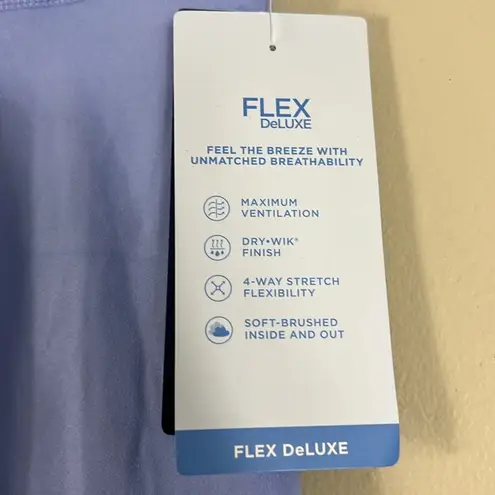 FLEX
DeLUXE
FEEL THE BREEZE WITH
UNMATCHED BREATHABILITY
MAXIMUM
VENTILATION
DRY•WIK®
FINISH
4-WAY STRETCH
FLEXIBILITY
SOFT-BRUSHED
INSIDE AND OUT
FLEX DeLUXE